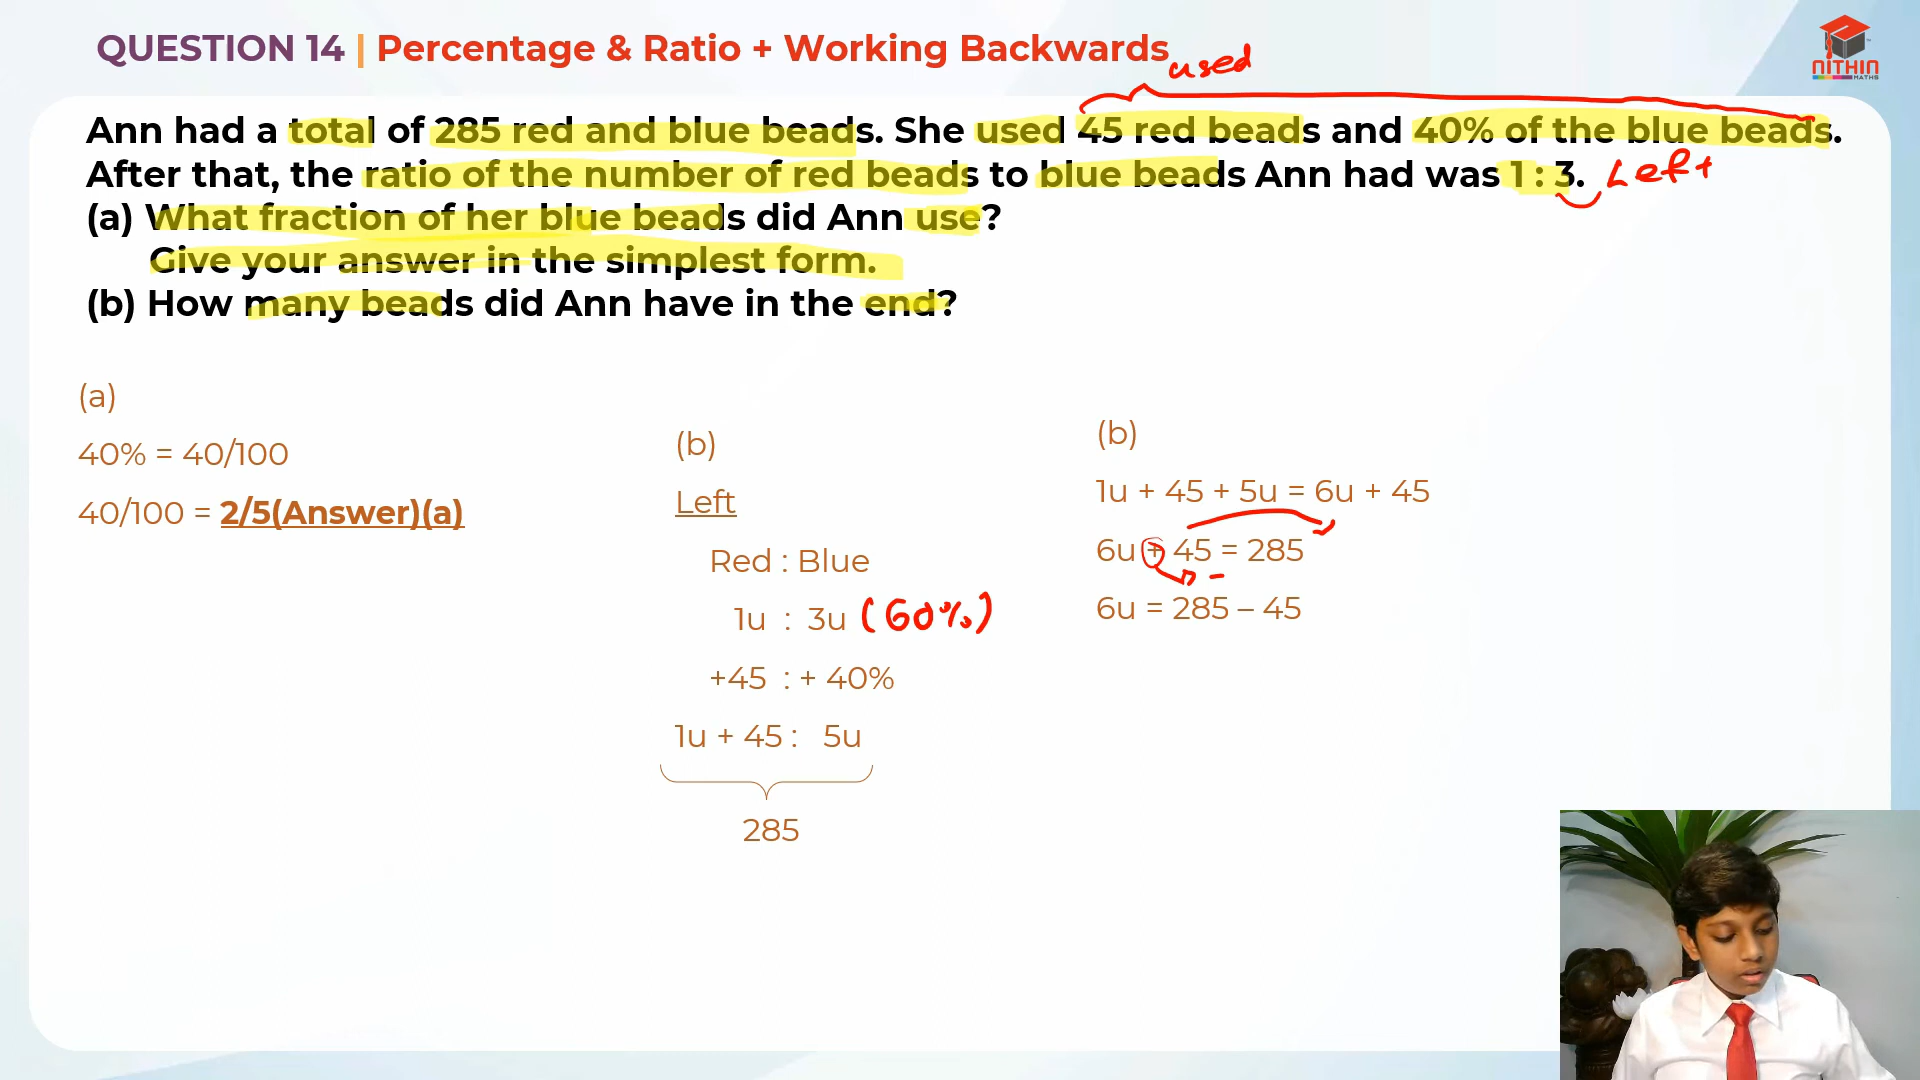 QUESTION 14 | Percentage & Ratio + Working Backwards
used
NITHIN
MATHS
Ann had a total of 285 red and blue beads. She used 45 red beads and 40% of the blue beads.
After that, the ratio of the number of red beads to blue beads Ann had was 1 : 3. Left
(a) What fraction of her blue beads did Ann use?
Give your answer in the simplest form.
(b) How many beads did Ann have in the end?
(a)
40% = 40/100
40/100 = 2/5(Answer)(a)
(b)
Left
Red : Blue
1u : 3u (60%)
+45 : + 40%
1u + 45 : 5u
285
(b)
1u + 45 + 5u = 6u + 45
6u + 45 = 285
-
6u = 285 – 45